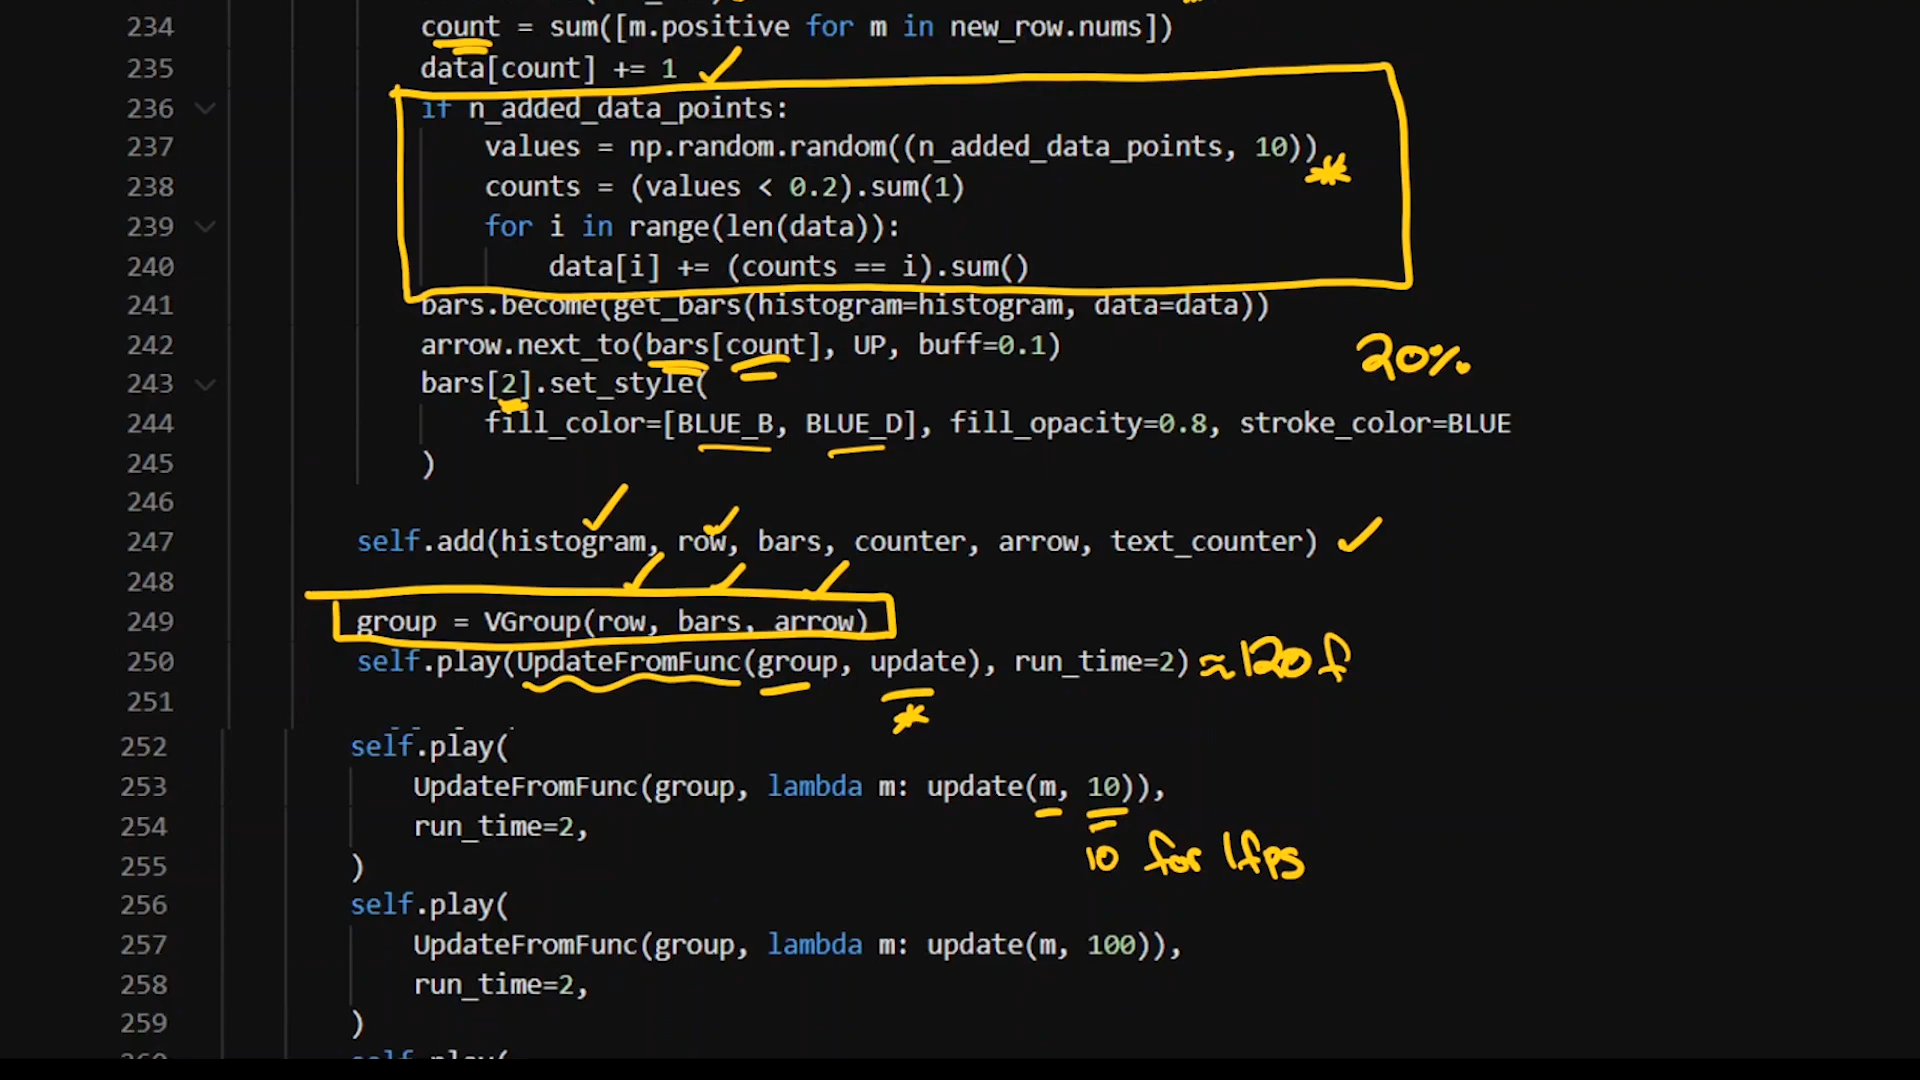 234 count = sum([m.positive for m in new_row.nums])
235 data[count] += 1
236 if n_added_data_points:
237 values = np.random.random((n_added_data_points, 10))
238 counts = (values < 0.2).sum(1)
239 for i in range(len(data)):
240 data[i] += (counts == i).sum()
241 bars.become(get_bars(histogram=histogram, data=data))
242 arrow.next_to(bars[count], UP, buff=0.1)
20%
243 bars[2].set_style(
244 fill_color=[BLUE_B, BLUE_D], fill_opacity=0.8, stroke_color=BLUE
245 )
246
247 self.add(histogram, row, bars, counter, arrow, text_counter)
248
249 group = VGroup(row, bars, arrow)
250 self.play(UpdateFromFunc(group, update), run_time=2) ≈120f
251
252 self.play(
253 UpdateFromFunc(group, lambda m: update(m, 10)),
254 run_time=2,
10 for 1fps
255 )
256 self.play(
257 UpdateFromFunc(group, lambda m: update(m, 100)),
258 run_time=2,
259 )
260 self.play(